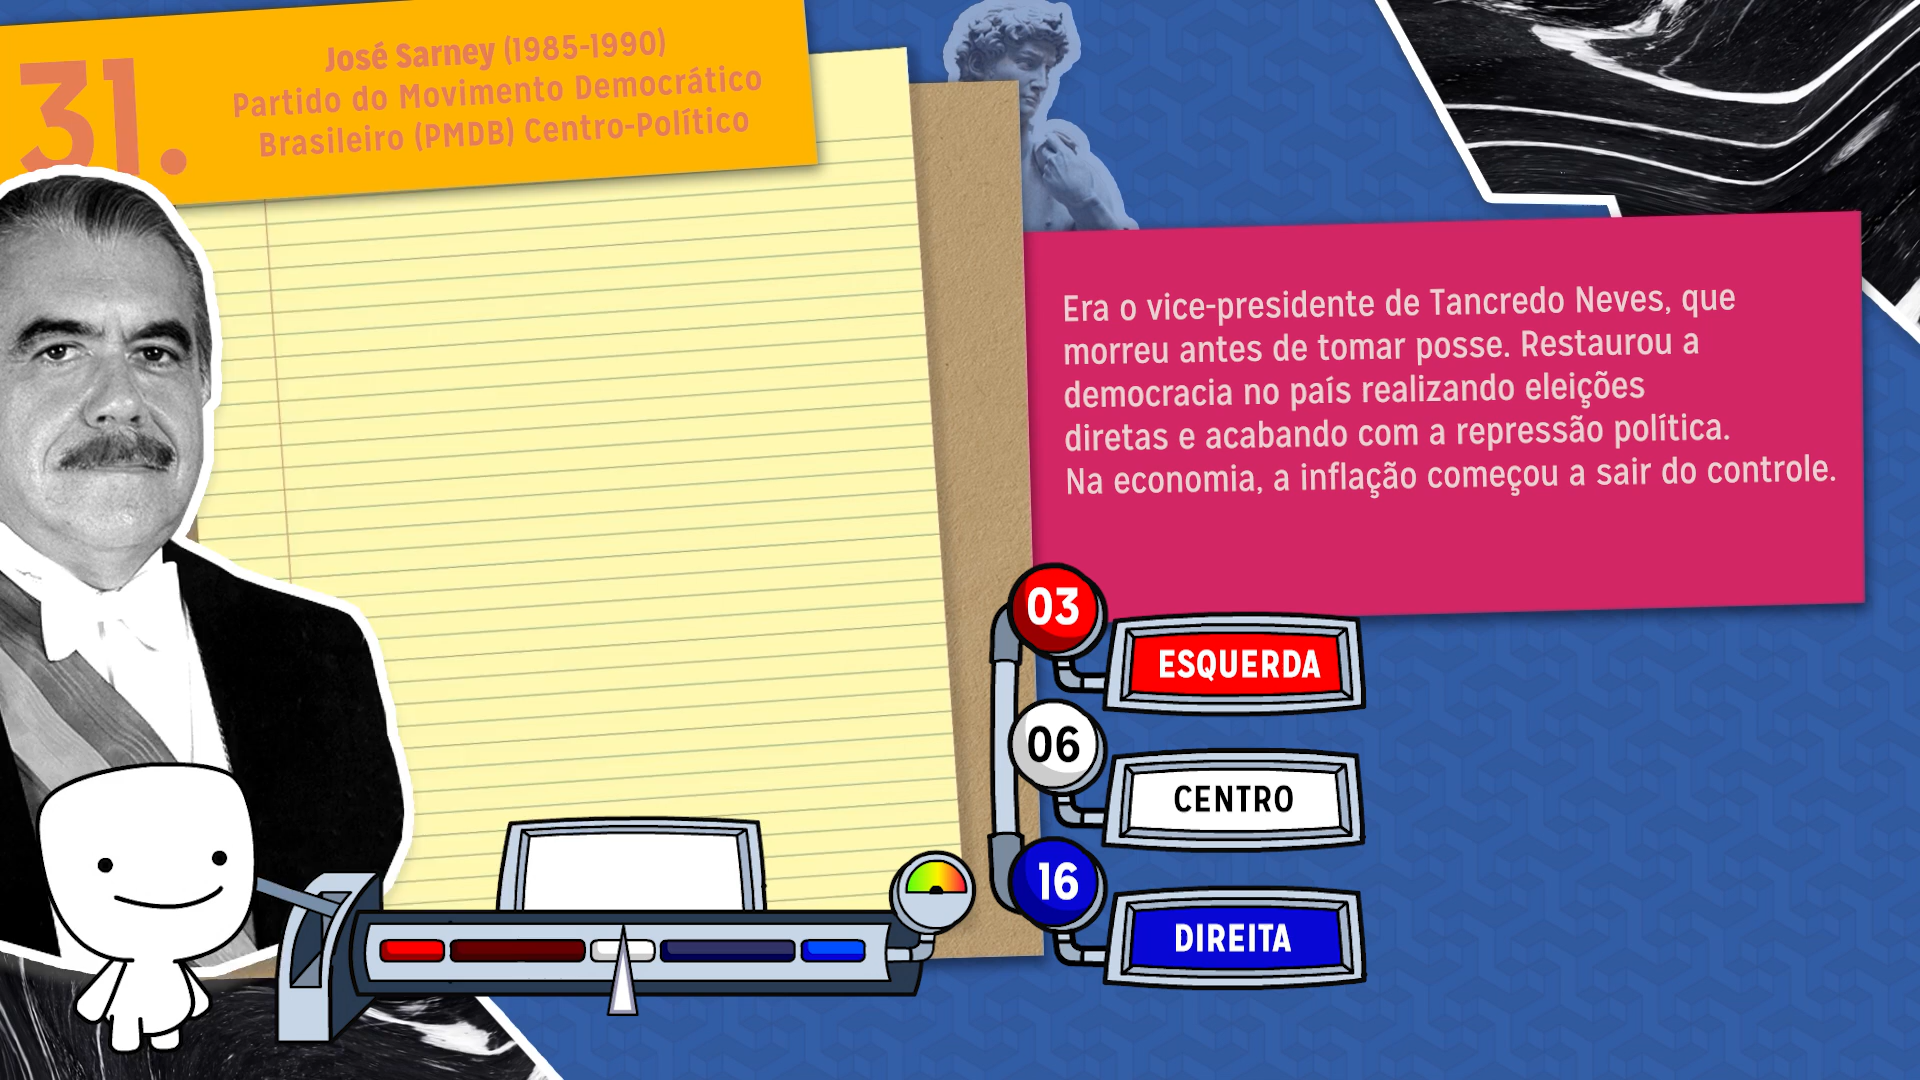 31.
José Sarney (1985-1990)
Partido do Movimento Democrático
Brasileiro (PMDB) Centro-Político
Era o vice-presidente de Tancredo Neves, que
morreu antes de tomar posse. Restaurou a
democracia no país realizando eleições
diretas e acabando com a repressão política.
Na economia, a inflação começou a sair do controle.
03
ESQUERDA
06
CENTRO
16
DIREITA